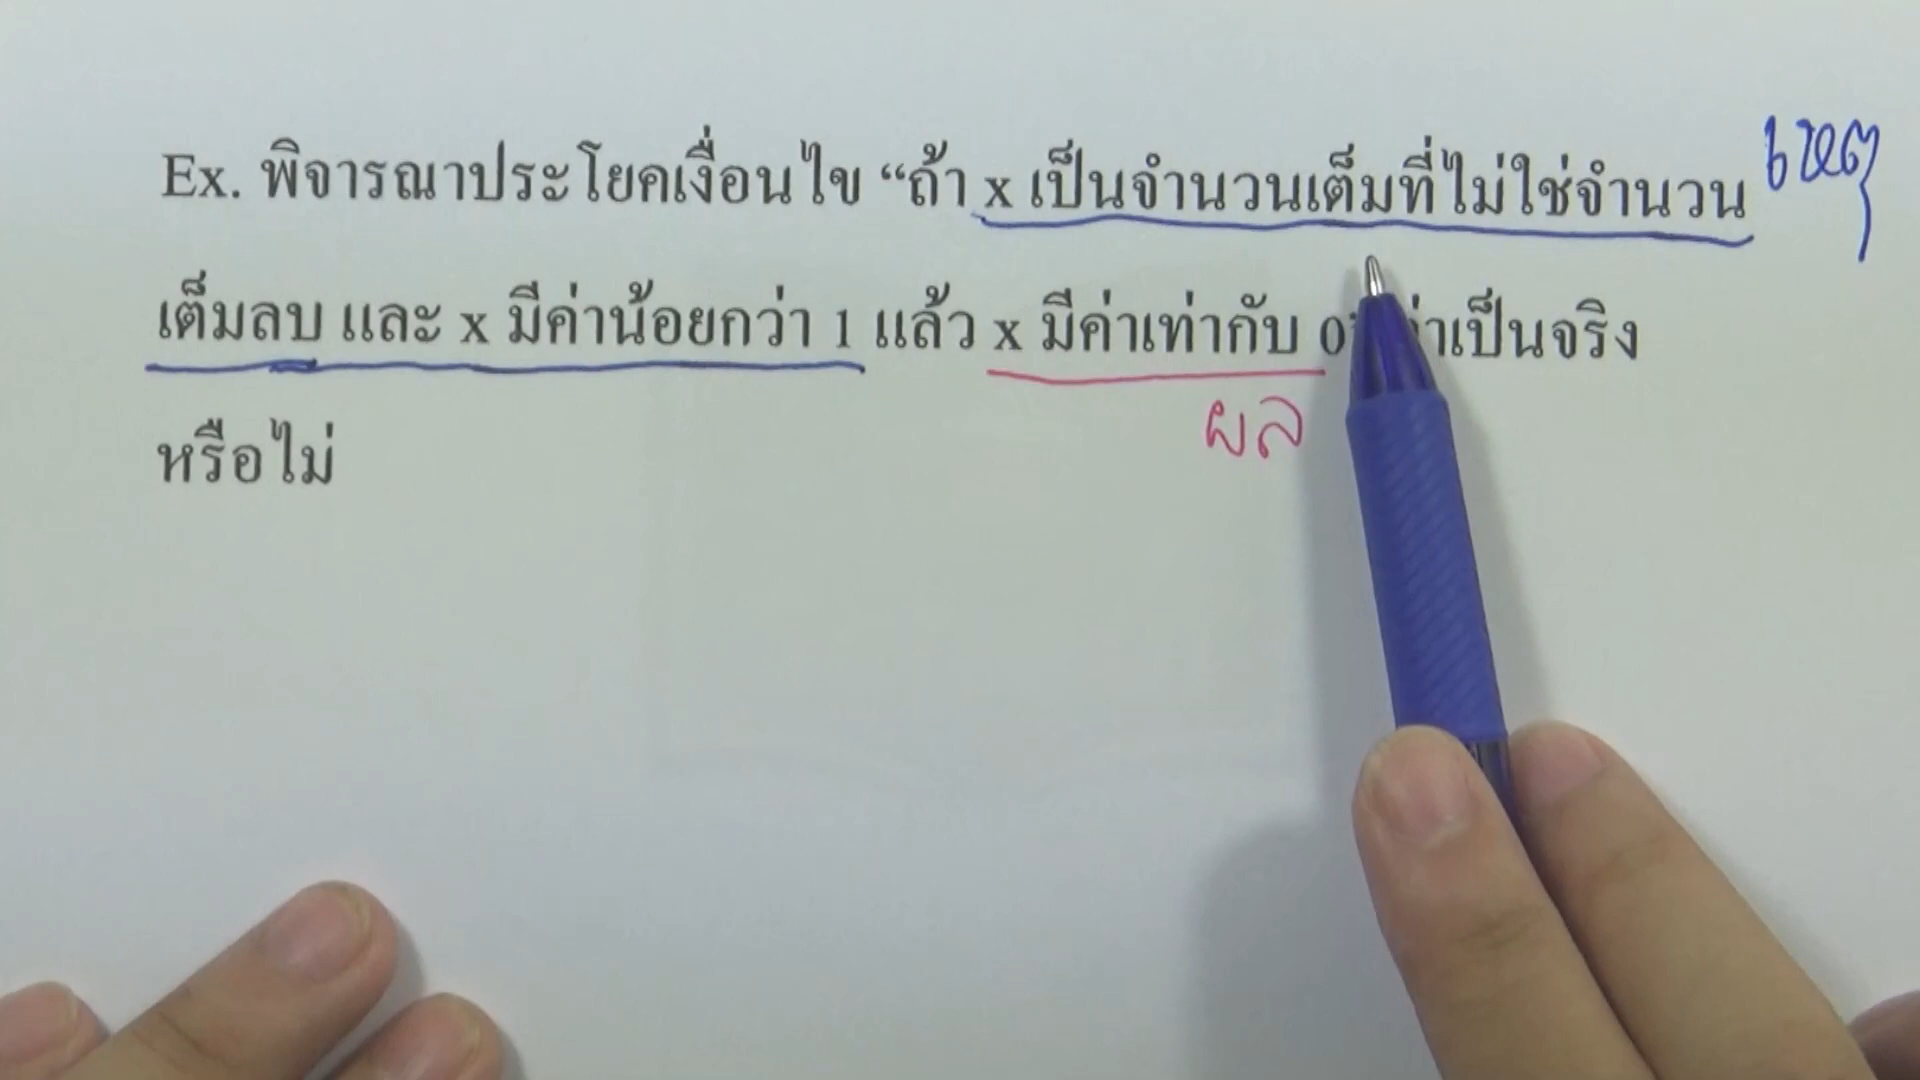 Ex. พิจารณาประโยคเงื่อนไข “ถ้า x เป็นจำนวนเต็มที่ไม่ใช่จำนวน
เหตุ
เต็มลบ และ x มีค่าน้อยกว่า 1 แล้ว x มีค่าเท่ากับ 0 าเป็นจริง
ผล
หรือไม่